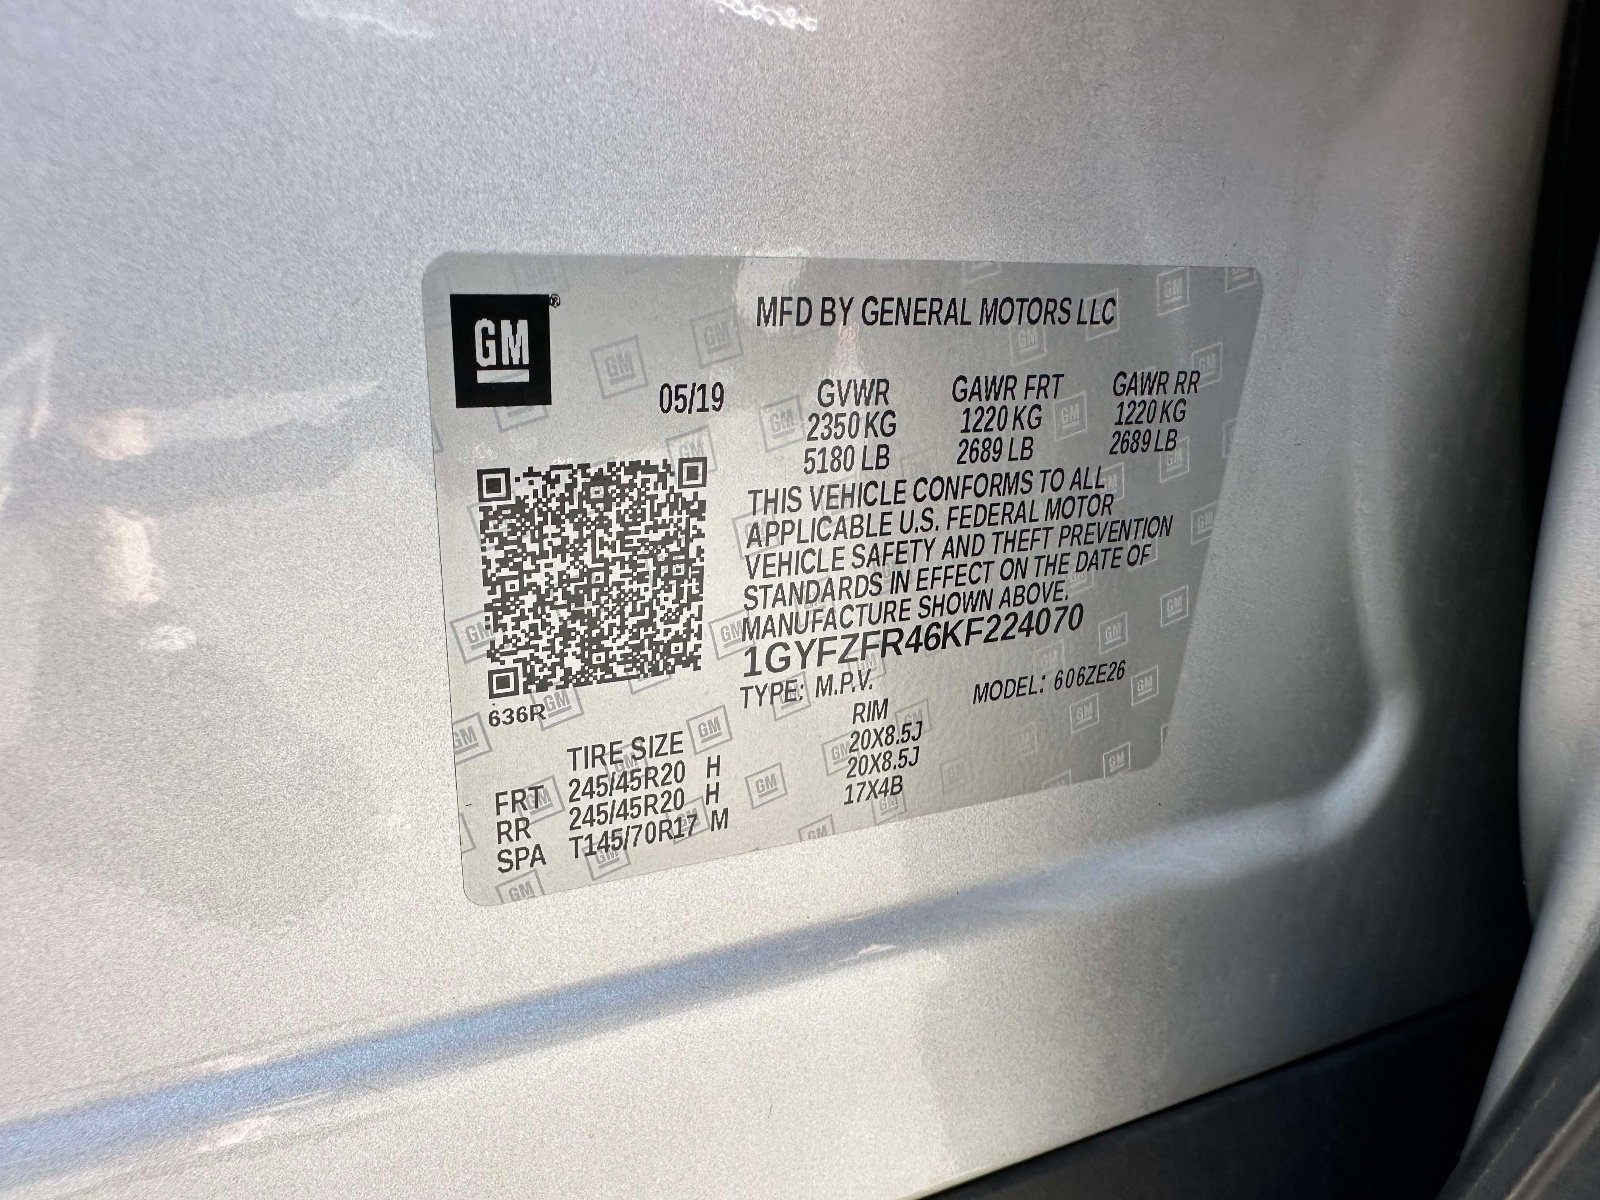 GM®
MFD BY GENERAL MOTORS LLC
05/19
GVWR GAWR FRT GAWR RR
2350 KG 1220 KG 1220 KG
5180 LB 2689 LB 2689 LB
THIS VEHICLE CONFORMS TO ALL
APPLICABLE U.S. FEDERAL MOTOR
VEHICLE SAFETY AND THEFT PREVENTION
STANDARDS IN EFFECT ON THE DATE OF
MANUFACTURE SHOWN ABOVE.
1GYFZFR46KF224070
TYPE: M.P.V. MODEL: 606ZE26
636R
TIRE SIZE RIM
FRT 245/45R20 H 20X8.5J
RR 245/45R20 H 20X8.5J
SPA T145/70R17 M 17X4B